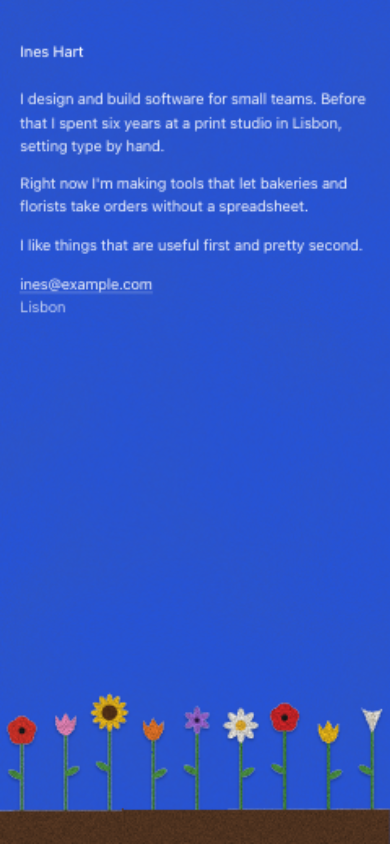 Ines Hart
I design and build software for small teams. Before
that I spent six years at a print studio in Lisbon,
setting type by hand.
Right now I'm making tools that let bakeries and
florists take orders without a spreadsheet.
I like things that are useful first and pretty second.
ines@example.com
Lisbon